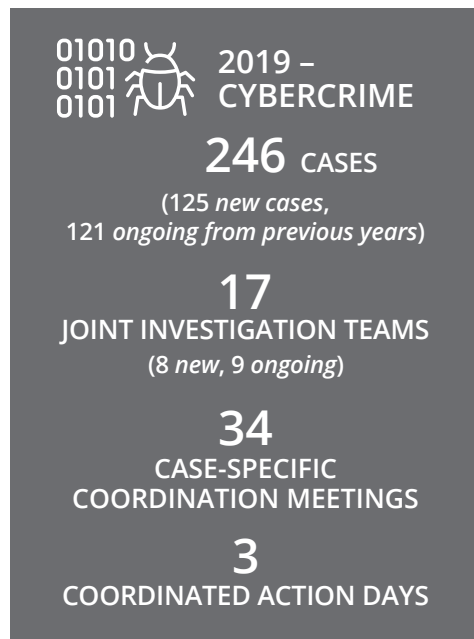 01010
0101
0101
2019 –
CYBERCRIME
246 CASES
(125 new cases,
121 ongoing from previous years)
17
JOINT INVESTIGATION TEAMS
(8 new, 9 ongoing)
34
CASE-SPECIFIC
COORDINATION MEETINGS
3
COORDINATED ACTION DAYS